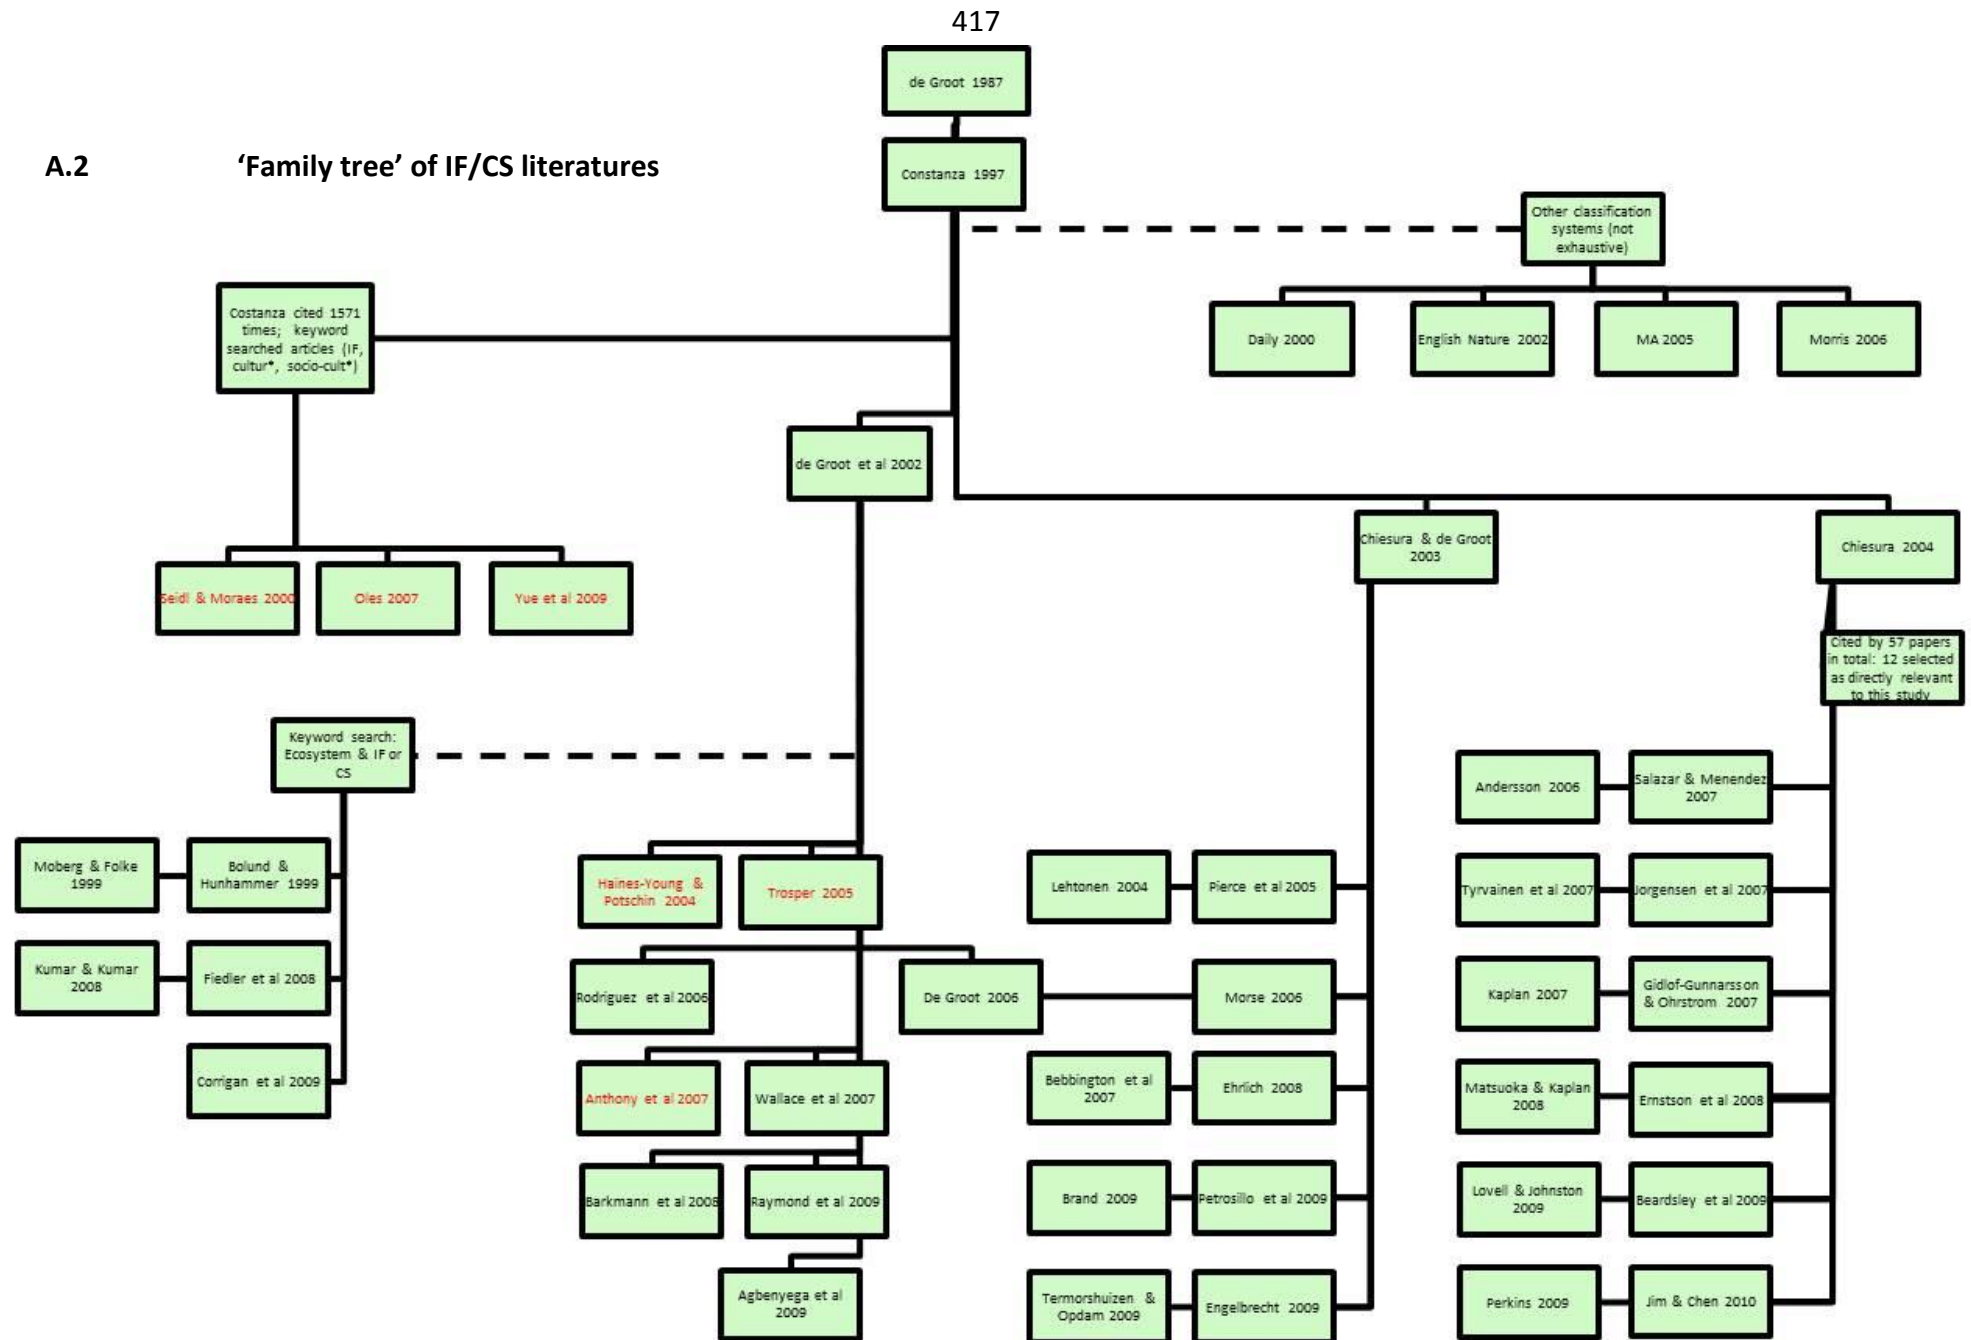 417
de Groot 1987
A.2 ‘Family tree’ of IF/CS literatures
Constanza 1997
Other classification
systems (not
exhaustive)
Daily 2000
English Nature 2002
MA 2005
Morris 2006
Costanza cited 1571
times; keyword
searched articles (IF,
cultur*, socio-cult*)
de Groot et al 2002
Chiesura & de Groot
2003
Chiesura 2004
Seidl & Moraes 2000
Oles 2007
Yue et al 2009
Cited by 57 papers
in total: 12 selected
as directly relevant
to this study
Keyword search:
Ecosystem & IF or
CS
Moberg & Folke
1999
Bolund &
Hunhammer 1999
Kumar & Kumar
2008
Fiedler et al 2008
Corrigan et al 2009
Haines-Young &
Potschin 2004
Trosper 2005
Rodriguez et al 2006
De Groot 2006
Anthony et al 2007
Wallace et al 2007
Barkmann et al 2008
Raymond et al 2009
Agbenyega et al
2009
Lehtonen 2004
Pierce et al 2005
Morse 2006
Bebbington et al
2007
Ehrlich 2008
Brand 2009
Petrosillo et al 2009
Termorshuizen &
Opdam 2009
Engelbrecht 2009
Andersson 2006
Salazar & Menendez
2007
Tyrvainen et al 2007
Jorgensen et al 2007
Kaplan 2007
Gidlof-Gunnarsson
& Ohrstrom 2007
Matsuoka & Kaplan
2008
Ernstson et al 2008
Lovell & Johnston
2009
Beardsley et al 2009
Perkins 2009
Jim & Chen 2010